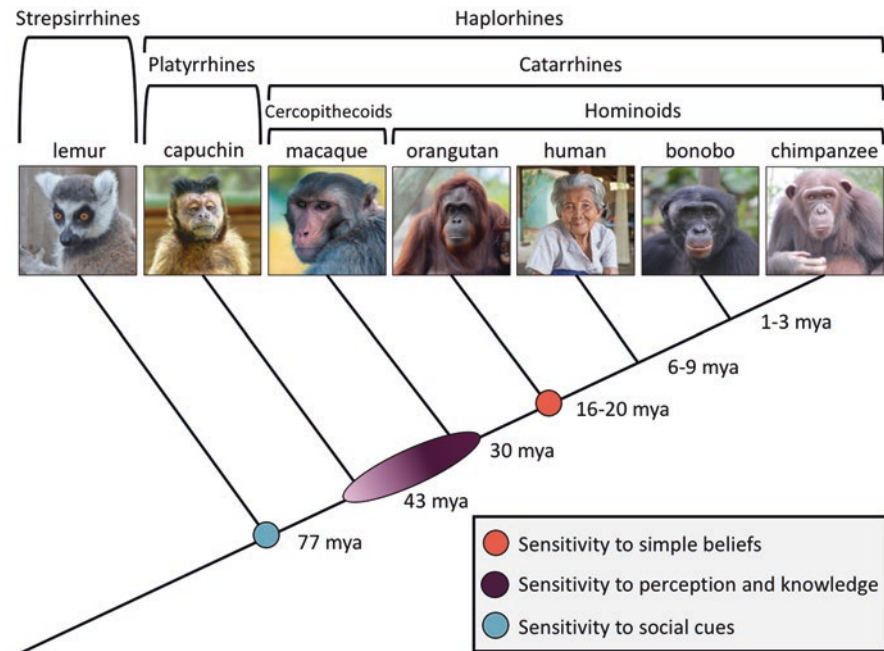 Strepsirrhines Haplorhines
Platyrrhines Catarrhines
Cercopithecoids Hominoids
lemur capuchin macaque orangutan human bonobo chimpanzee
1-3 mya
6-9 mya
16-20 mya
30 mya
43 mya
77 mya
Sensitivity to simple beliefs
Sensitivity to perception and knowledge
Sensitivity to social cues